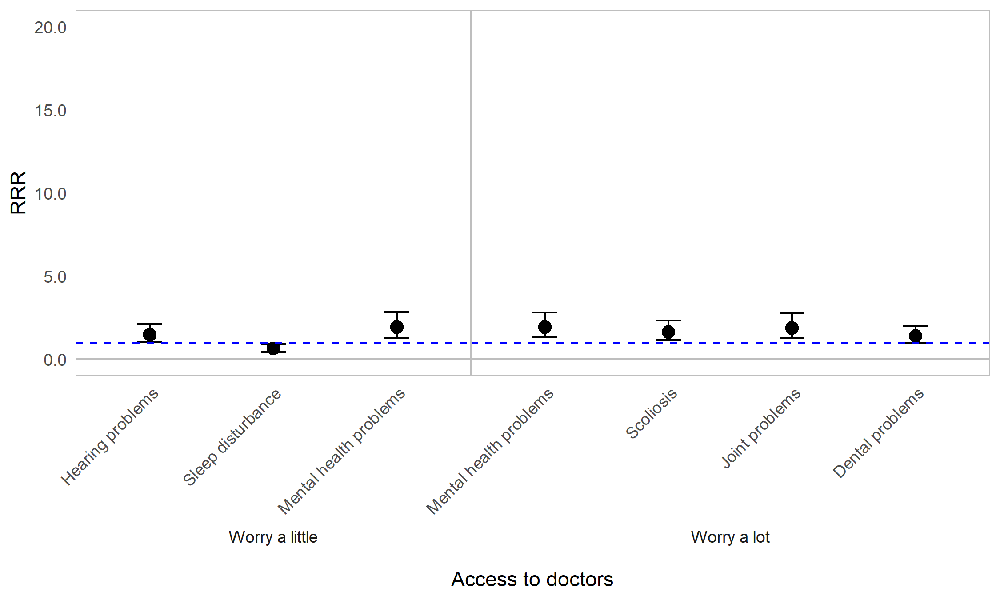 20.0
15.0
10.0
5.0
0.0
RRR
Hearing problems
Sleep disturbance
Mental health problems
Mental health problems
Scoliosis
Joint problems
Dental problems
Worry a little
Worry a lot
Access to doctors